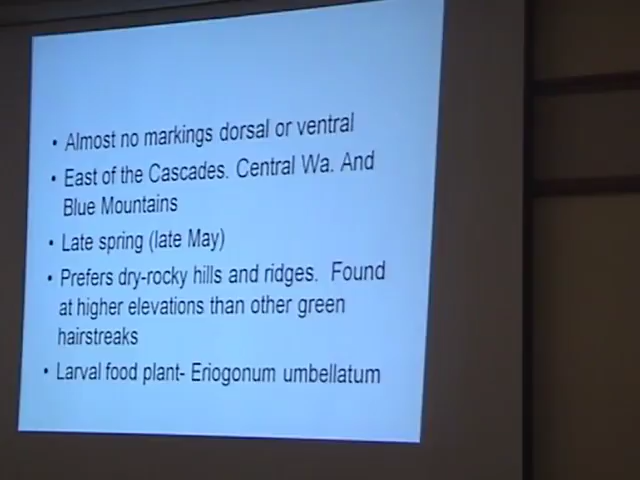 • Almost no markings dorsal or ventral
• East of the Cascades. Central Wa. And
Blue Mountains
• Late spring (late May)
• Prefers dry-rocky hills and ridges. Found
at higher elevations than other green
hairstreaks
• Larval food plant- Eriogonum umbellatum